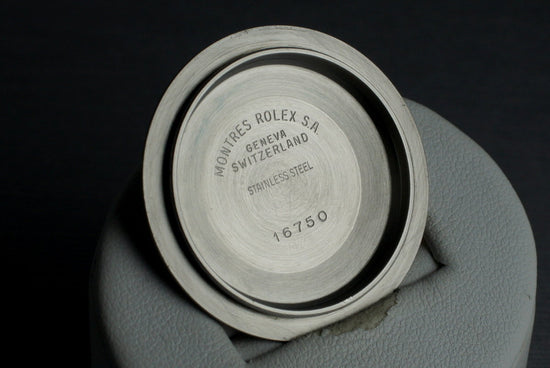 MONTRES ROLEX S.A.
GENEVA
SWITZERLAND
STAINLESS STEEL
16750